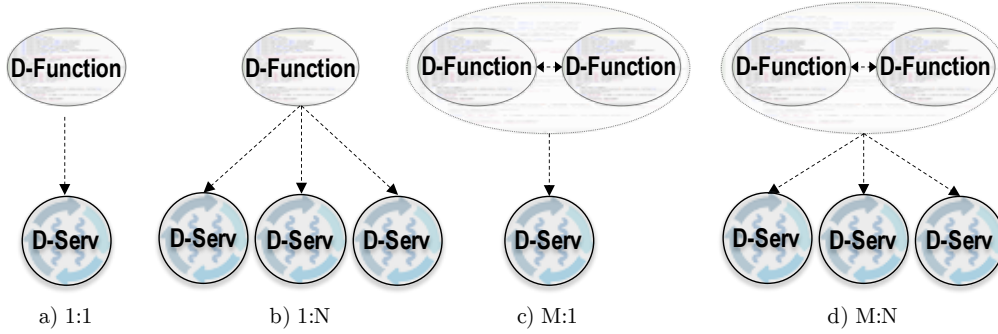 D-Function
D-Function
D-Function D-Function
D-Function D-Function
D-Serv
D-Serv D-Serv D-Serv
D-Serv
D-Serv D-Serv D-Serv
a) 1:1
b) 1:N
c) M:1
d) M:N